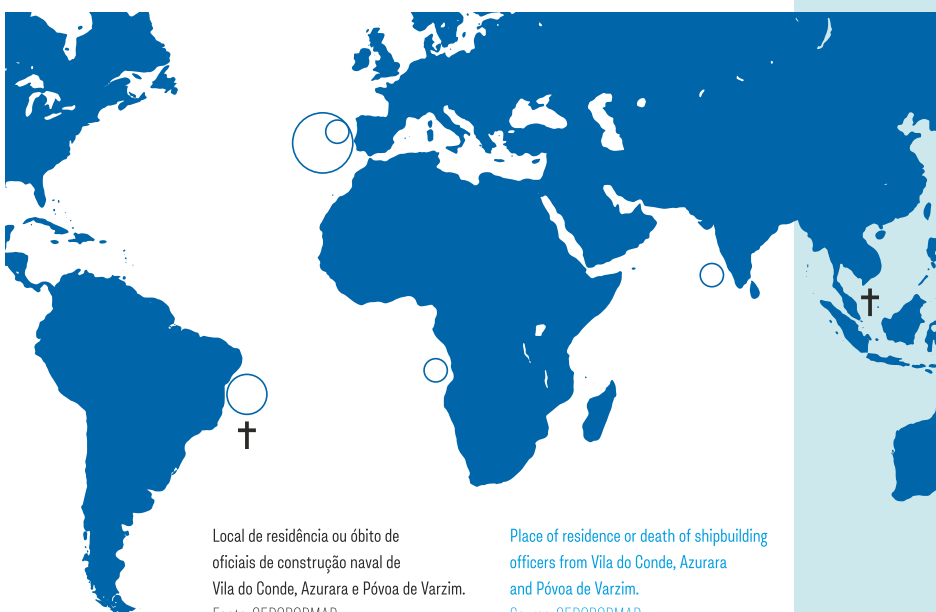 Local de residência ou óbito de
oficiais de construção naval de
Vila do Conde, Azurara e Póvoa de Varzim.
Place of residence or death of shipbuilding
officers from Vila do Conde, Azurara
and Póvoa de Varzim.